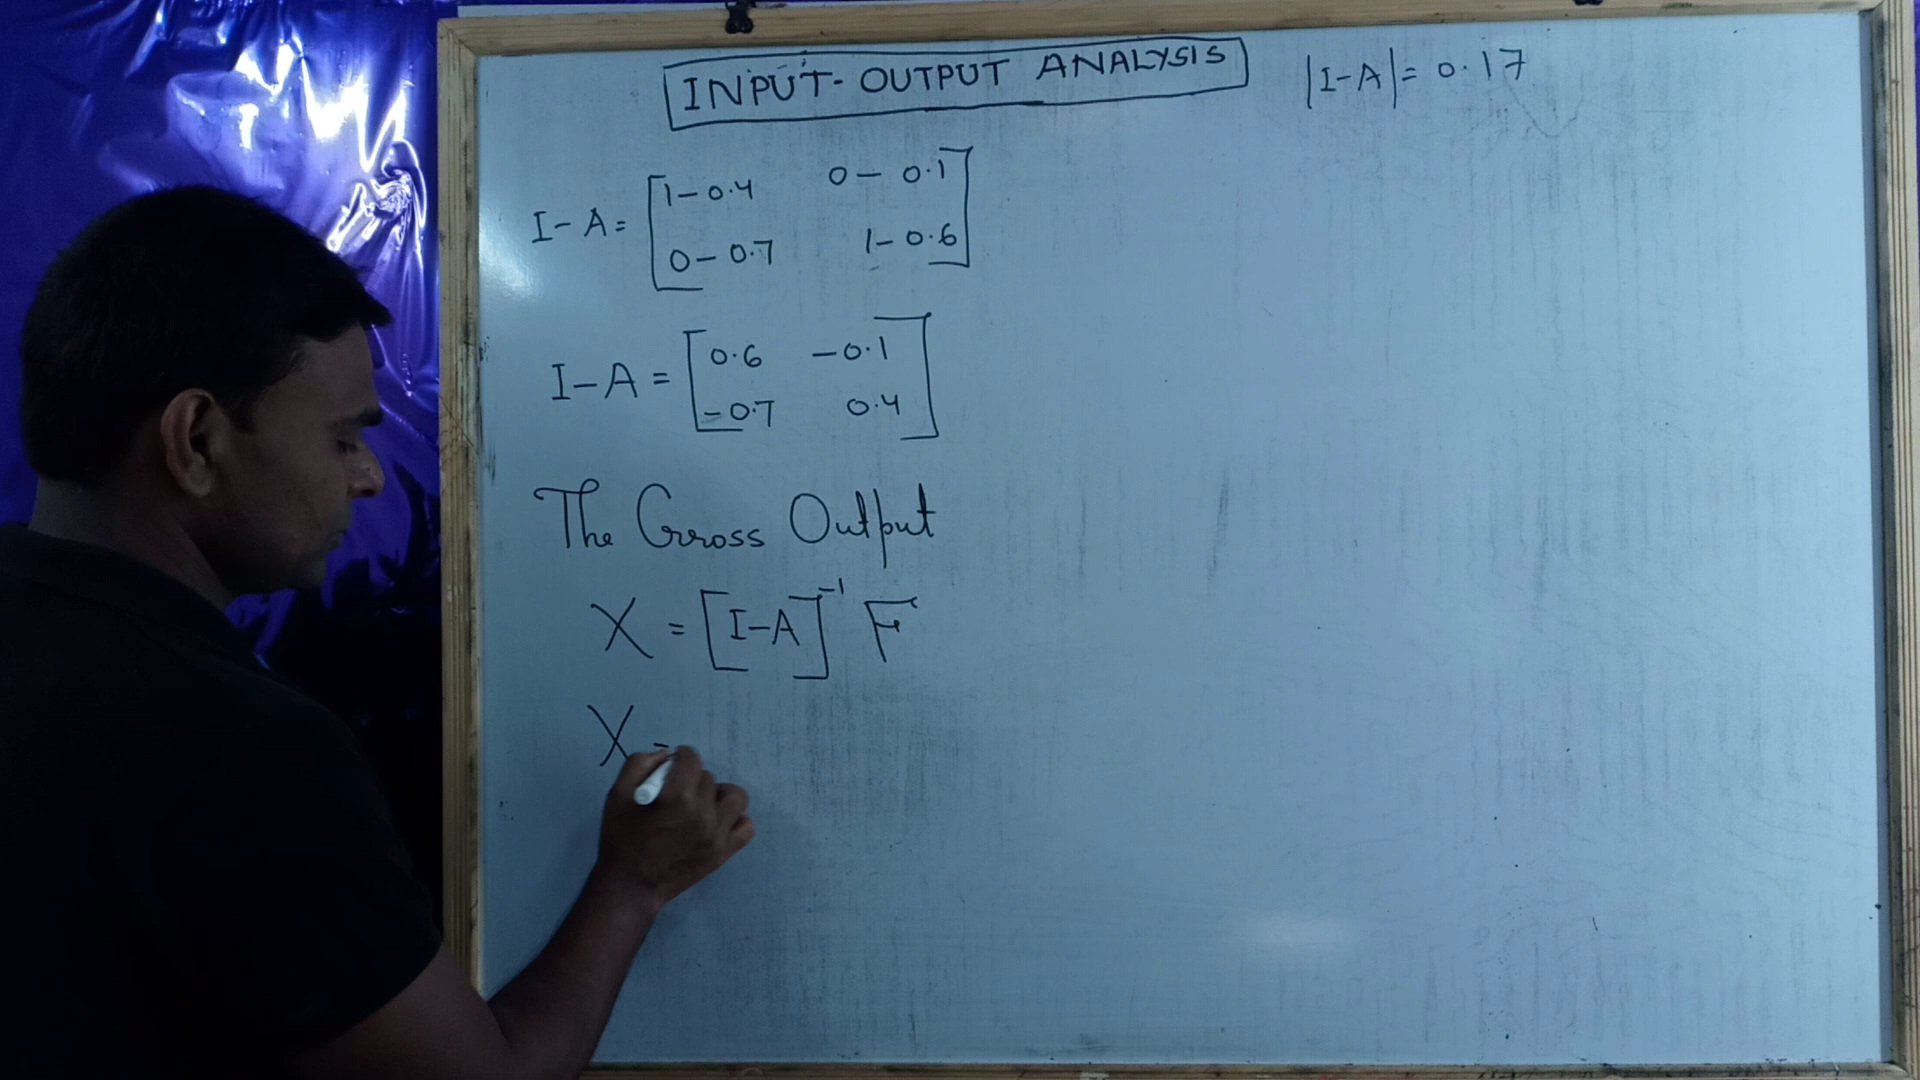 INPUT-OUTPUT ANALYSIS
|I-A| = 0.17
I-A = [1-0.4 0-0.1
0-0.7 1-0.6]
I-A = [0.6 -0.1
-0.7 0.4]
The Gross Output
X = [I-A]⁻¹ F
X =